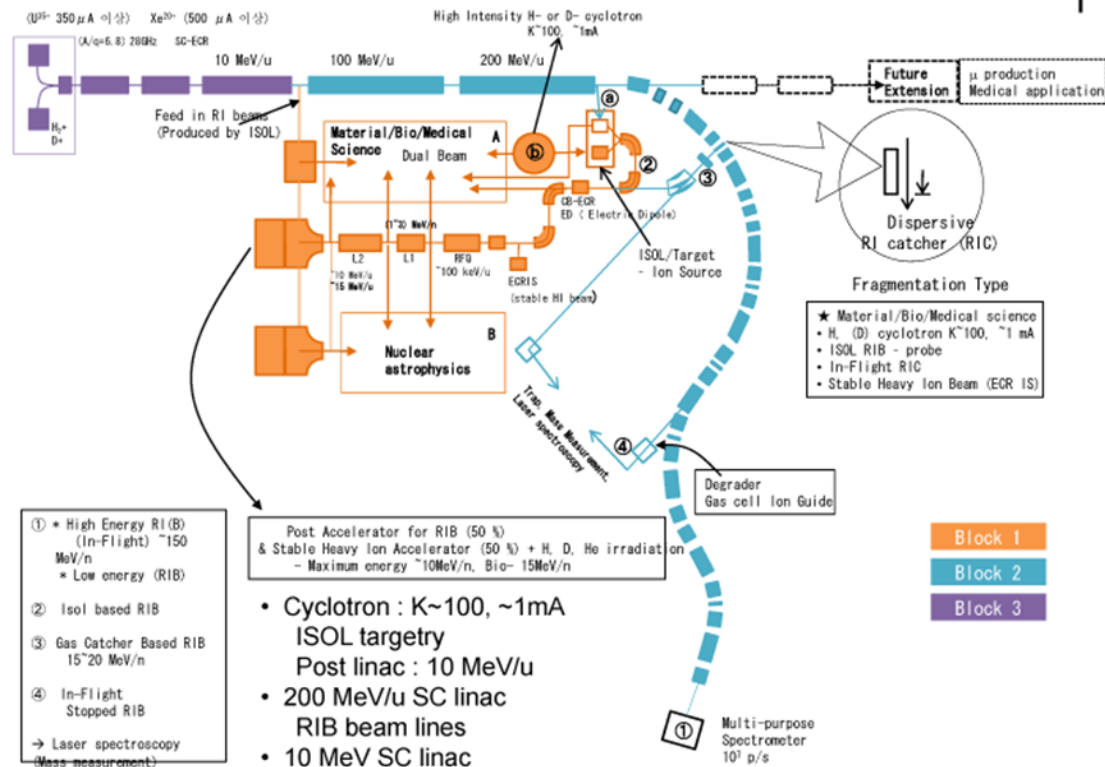 (U³⁵⁻ 350μA 이상) Xe²⁰⁻ (500 μA 이상)
(A/q=6.8) 28GHz SC-ECR
High Intensity H- or D- cyclotron
K~100, ~1mA
10 MeV/u
100 MeV/u
200 MeV/u
Future
Extension
μ production
Medical application
H₂+
D+
Feed in RI beams
(Produced by ISOL)
Material/Bio/Medical
Science
A
Dual Beam
ⓑ
ⓐ
②
③
CB-ECR
ED ( Electric Dipole)
Dispersive
RI catcher (RIC)
Fragmentation Type
(1~3) MeV/n
L2
L1
RFQ
~10 MeV/u
~15 MeV/u
~100 keV/u
ECRIS
(stable HI beam)
ISOL/Target
- Ion Source
★ Material/Bio/Medical science
• H, (D) cyclotron K~100, ~1 mA
• ISOL RIB - probe
• In-Flight RIC
• Stable Heavy Ion Beam (ECR IS)
B
Nuclear
astrophysics
Trap, Mass Measurement,
Laser spectroscopy
④
Degrader
Gas cell Ion Guide
① * High Energy RI(B)
(In-Flight) ~150
MeV/n
* Low energy (RIB)
② Isol based RIB
③ Gas Catcher Based RIB
15~20 MeV/n
④ In-Flight
Stopped RIB
→ Laser spectroscopy
(Mass measurement)
Post Accelerator for RIB (50 %)
& Stable Heavy Ion Accelerator (50 %) + H, D, He irradiation
- Maximum energy ~10MeV/n, Bio- 15MeV/n
• Cyclotron : K~100, ~1mA
ISOL targetry
Post linac : 10 MeV/u
• 200 MeV/u SC linac
RIB beam lines
• 10 MeV SC linac
Block 1
Block 2
Block 3
①
Multi-purpose
Spectrometer
10⁷ p/s